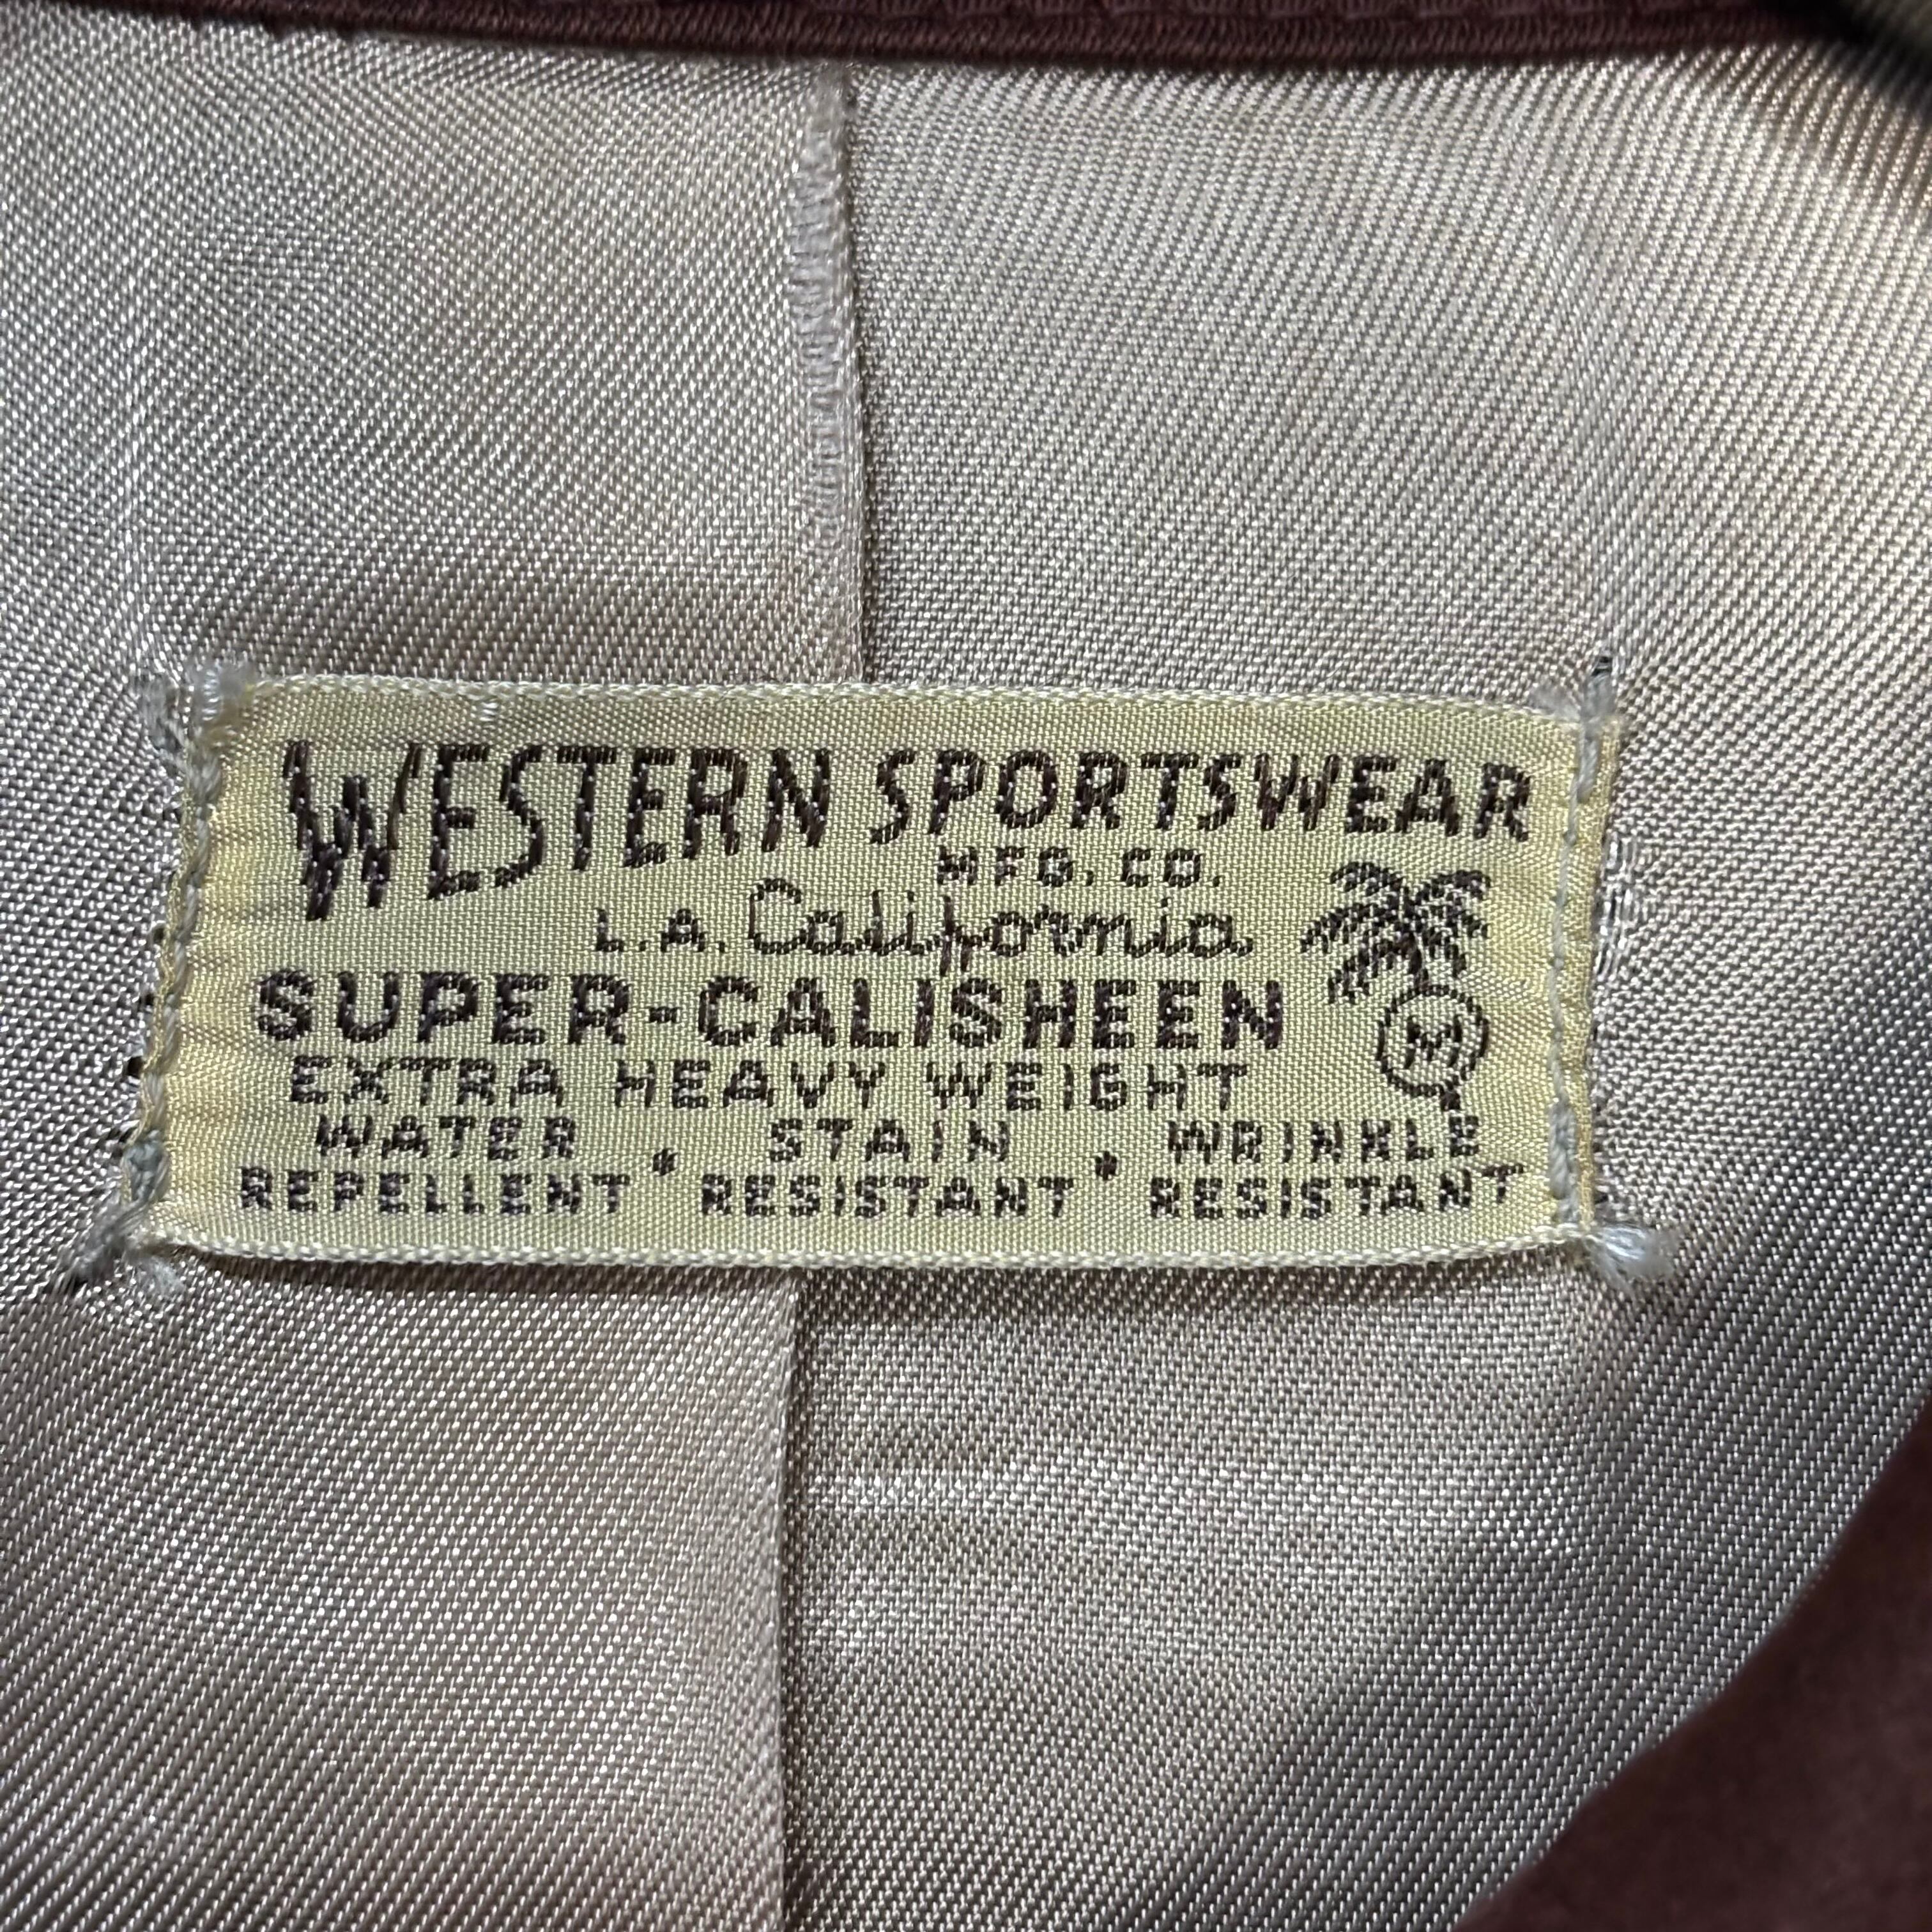 WESTERN SPORTSWEAR
MFG. CO.
L.A. California
SUPER-CALISHEEN
M
EXTRA HEAVY WEIGHT
WATER STAIN WRINKLE
REPELLENT • RESISTANT • RESISTANT